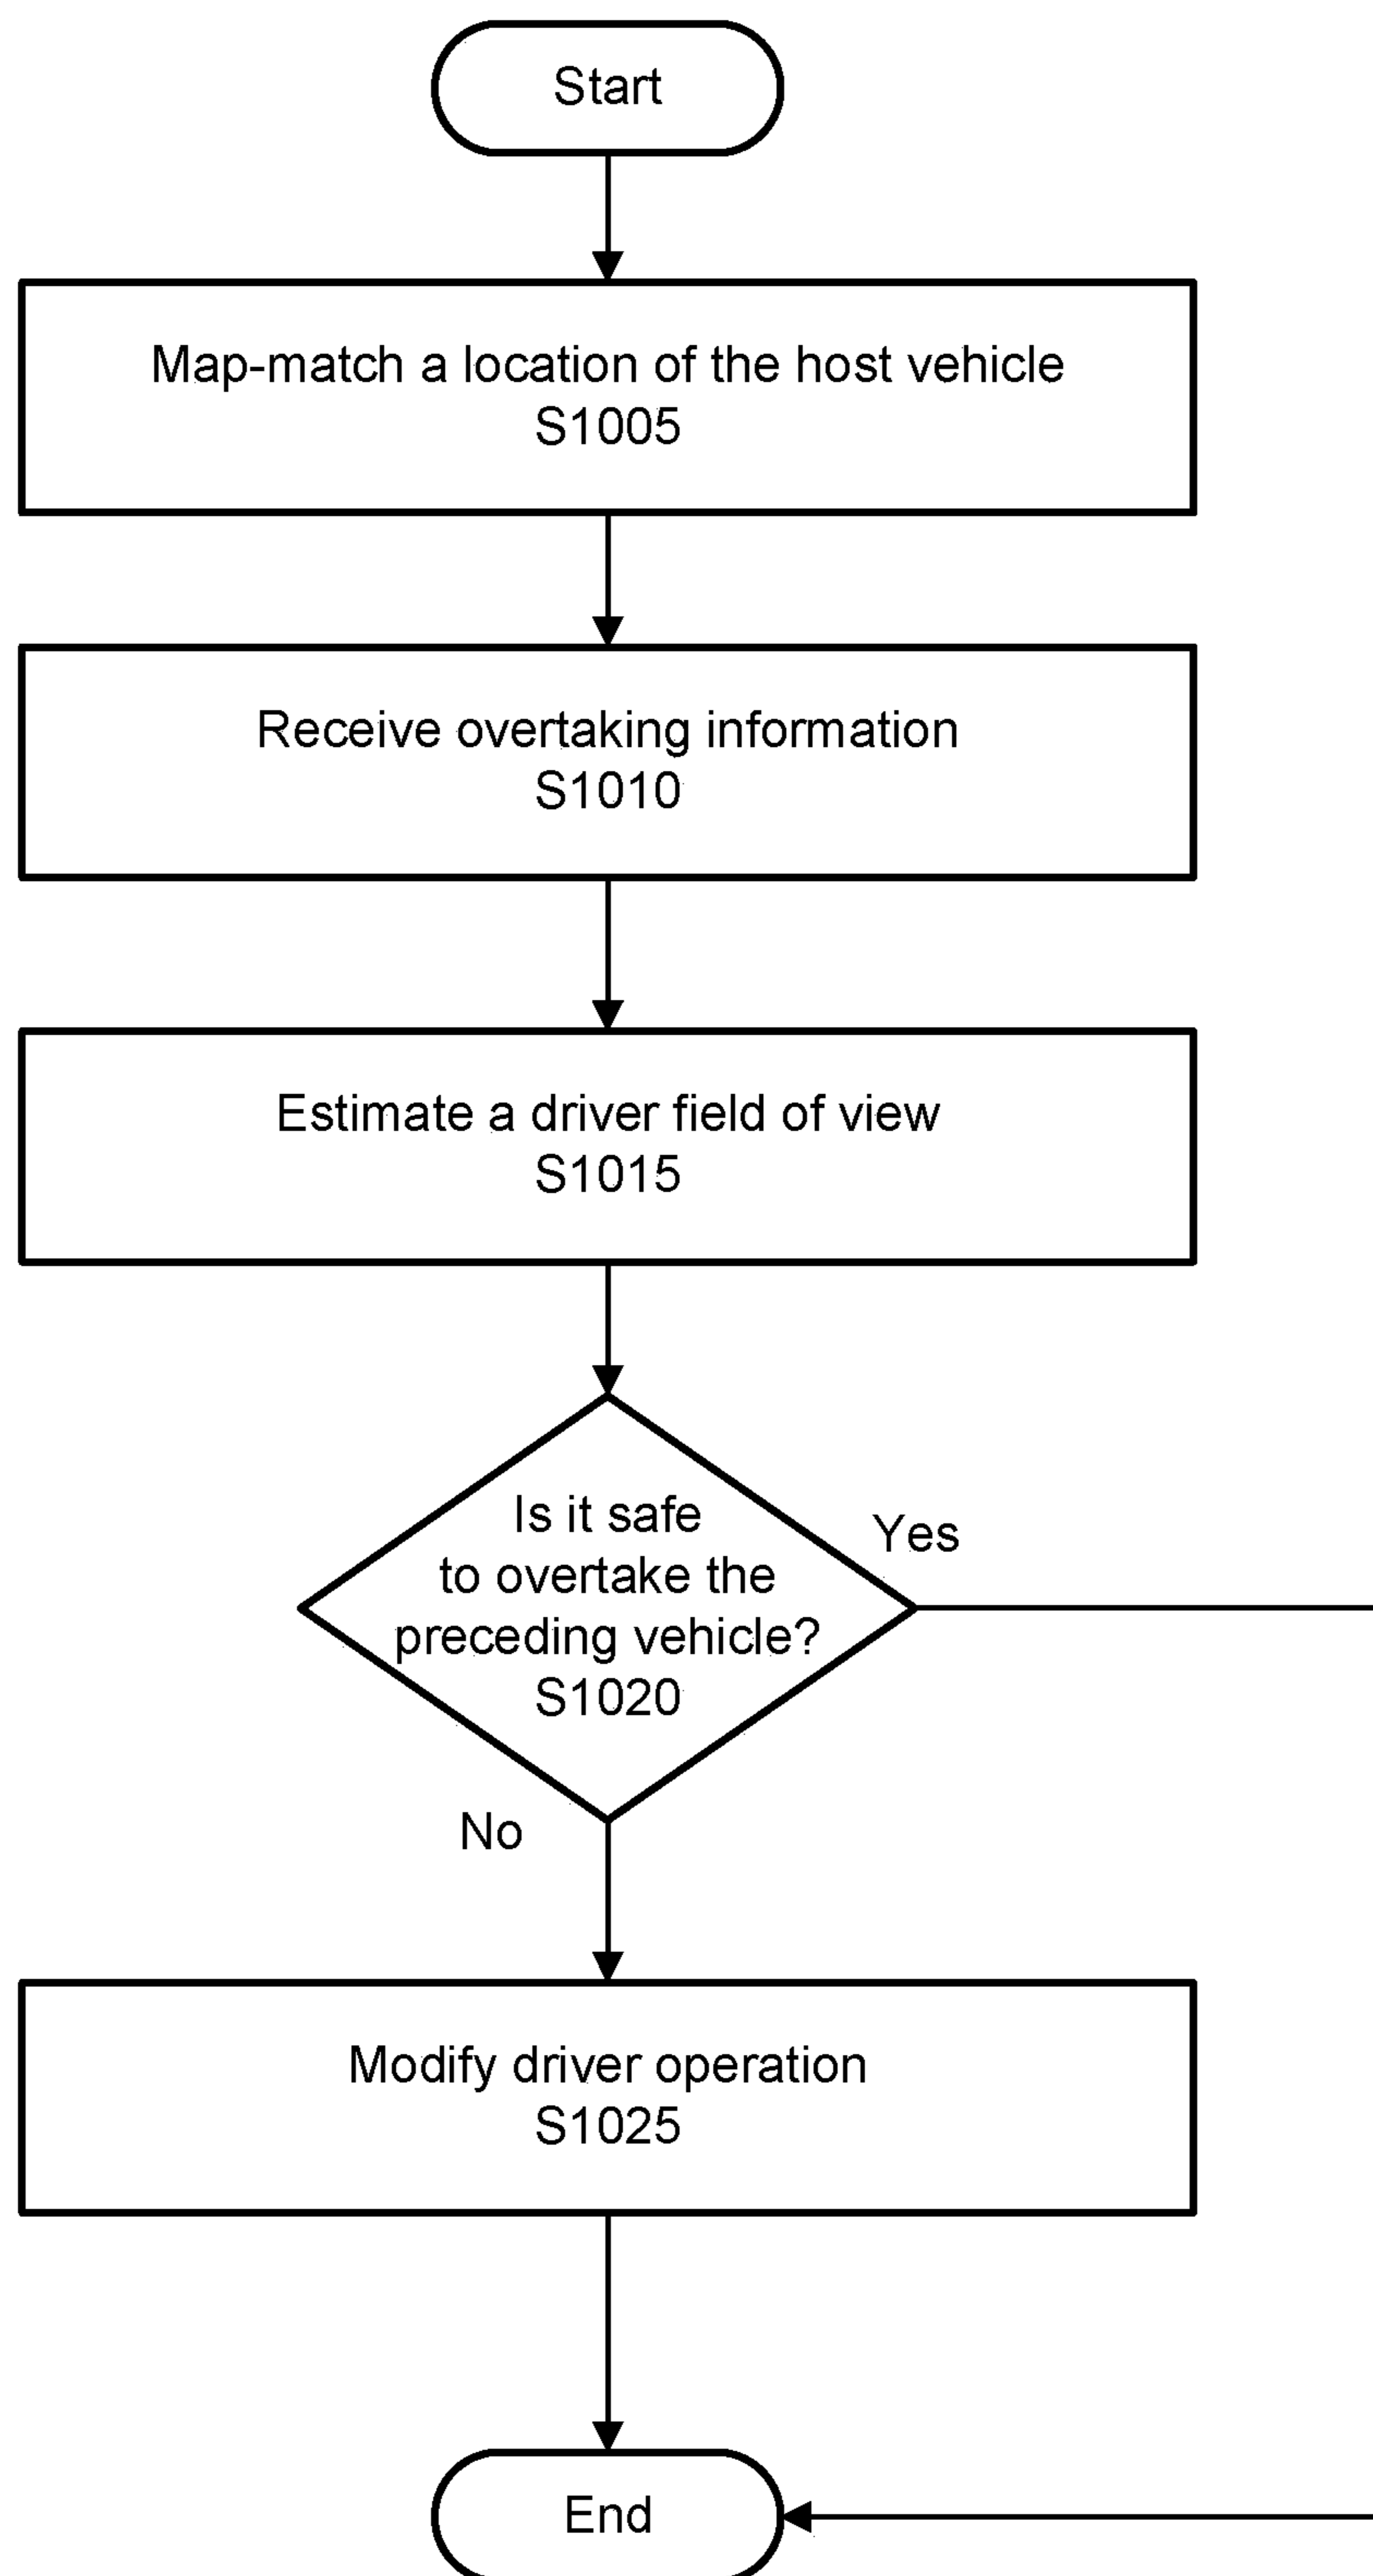 Start
Map-match a location of the host vehicle
S1005
Receive overtaking information
S1010
Estimate a driver field of view
S1015
Is it safe
to overtake the
preceding vehicle?
S1020
Yes
No
Modify driver operation
S1025
End